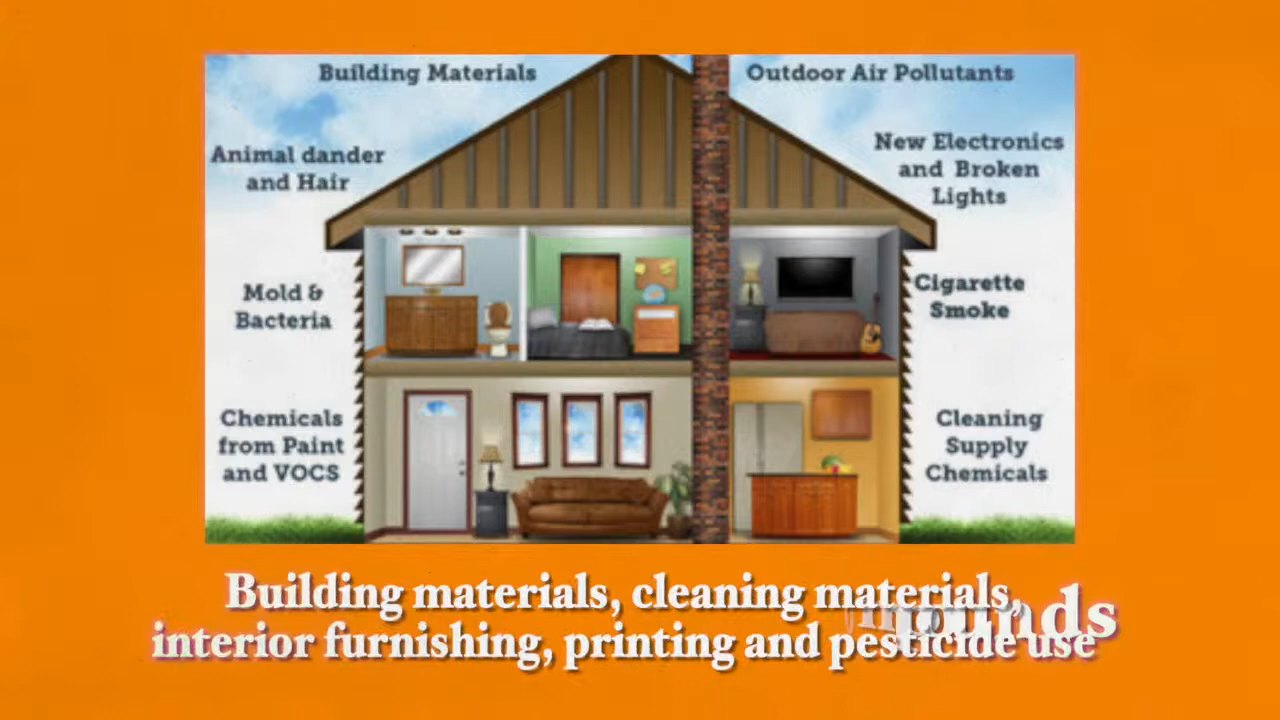 Building Materials
Outdoor Air Pollutants
Animal dander
and Hair
New Electronics
and Broken
Lights
Mold &
Bacteria
Cigarette
Smoke
Chemicals
from Paint
and VOCS
Cleaning
Supply
Chemicals
Building materials, cleaning materials,
interior furnishing, printing and pesticide use